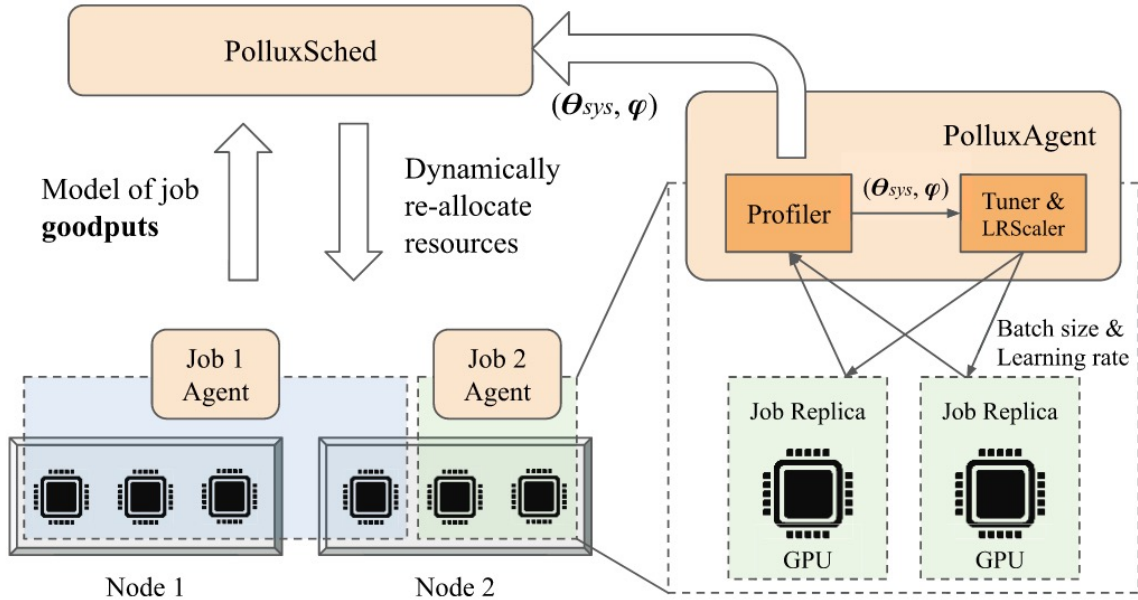 PolluxSched
(θsys, φ)
PolluxAgent
Model of job
goodputs
Dynamically
re-allocate
resources
Profiler
(θsys, φ)
Tuner &
LRScaler
Batch size &
Learning rate
Job 1
Agent
Job 2
Agent
Job Replica
Job Replica
GPU
GPU
Node 1
Node 2